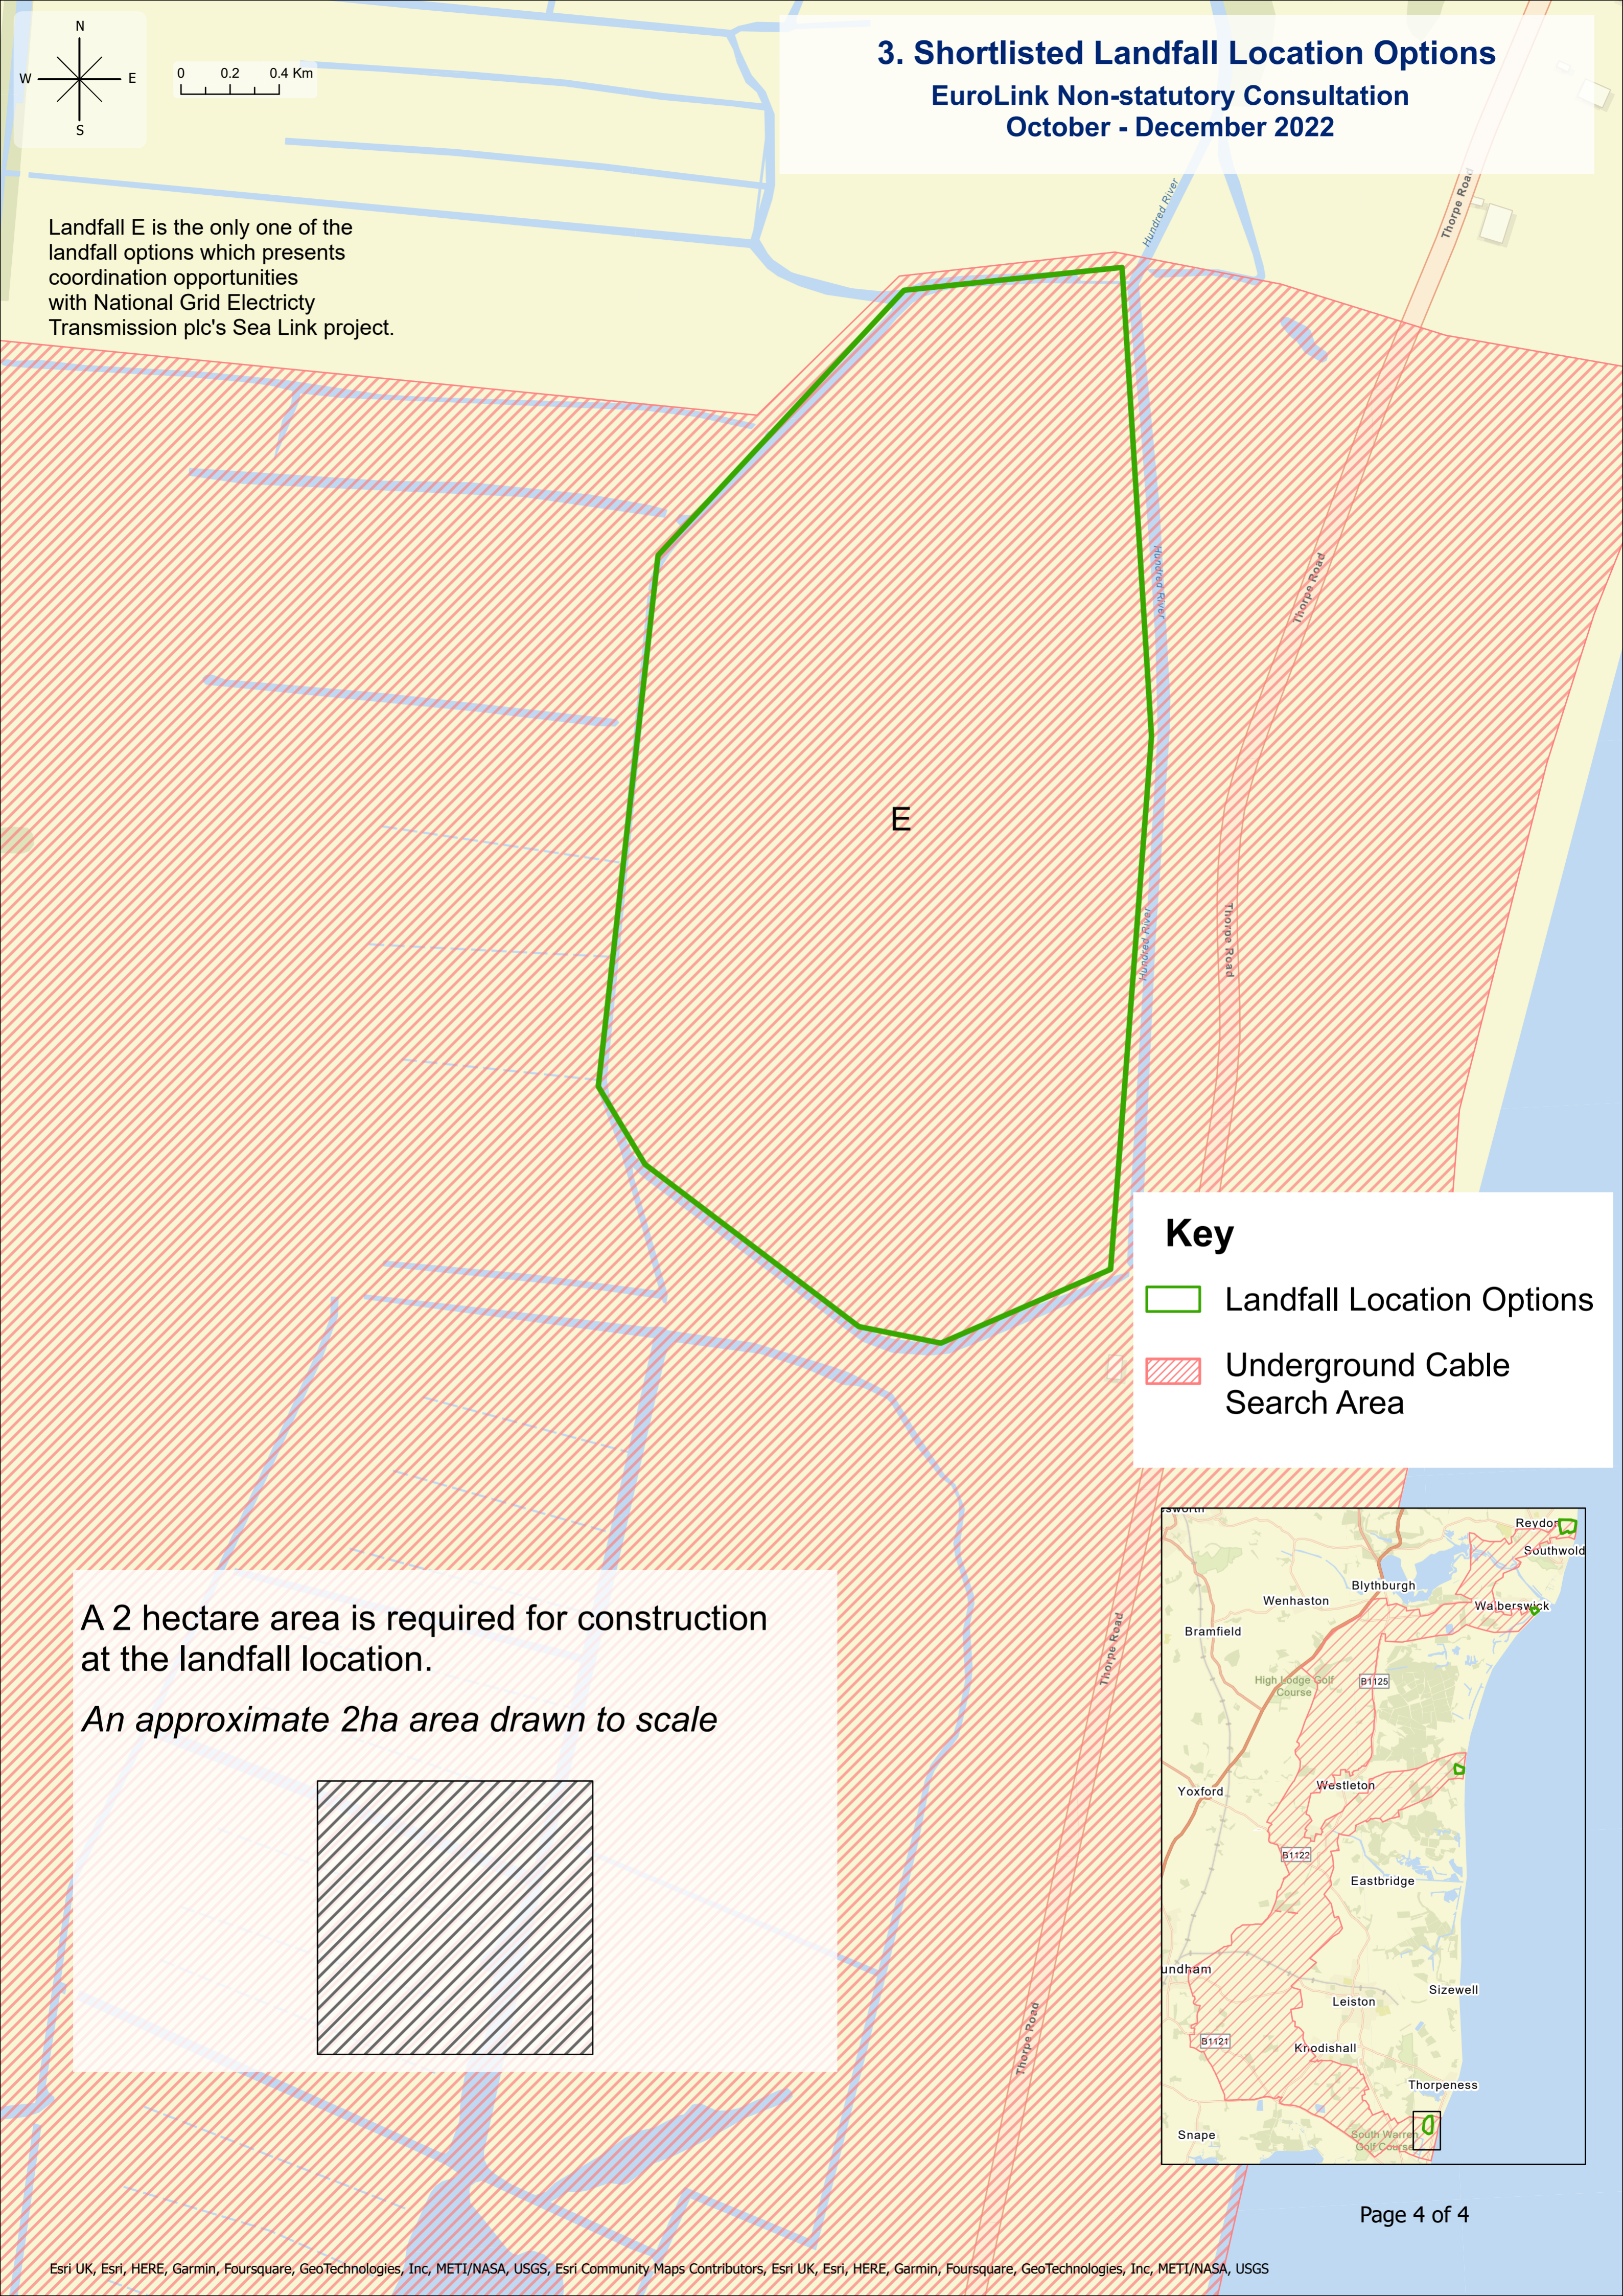 N
W
E
S
0 0.2 0.4 Km
3. Shortlisted Landfall Location Options
EuroLink Non-statutory Consultation
October - December 2022
Landfall E is the only one of the
landfall options which presents
coordination opportunities
with National Grid Electricty
Transmission plc's Sea Link project.
Hundred River
Thorpe Road
Hundred River
Thorpe Road
E
Hundred River
Thorpe Road
Key
Landfall Location Options
Underground Cable
Search Area
A 2 hectare area is required for construction
at the landfall location.
An approximate 2ha area drawn to scale
Thorpe Road
Thorpe Road
esworth
Reydon
Southwold
Blythburgh
Wenhaston
Walberswick
Bramfield
High Lodge Golf
Course
B1125
Westleton
Yoxford
B1122
Eastbridge
undham
Sizewell
Leiston
B1121
Knodishall
Thorpeness
Snape
South Warren
Golf Course
Page 4 of 4
Esri UK, Esri, HERE, Garmin, Foursquare, GeoTechnologies, Inc, METI/NASA, USGS, Esri Community Maps Contributors, Esri UK, Esri, HERE, Garmin, Foursquare, GeoTechnologies, Inc, METI/NASA, USGS